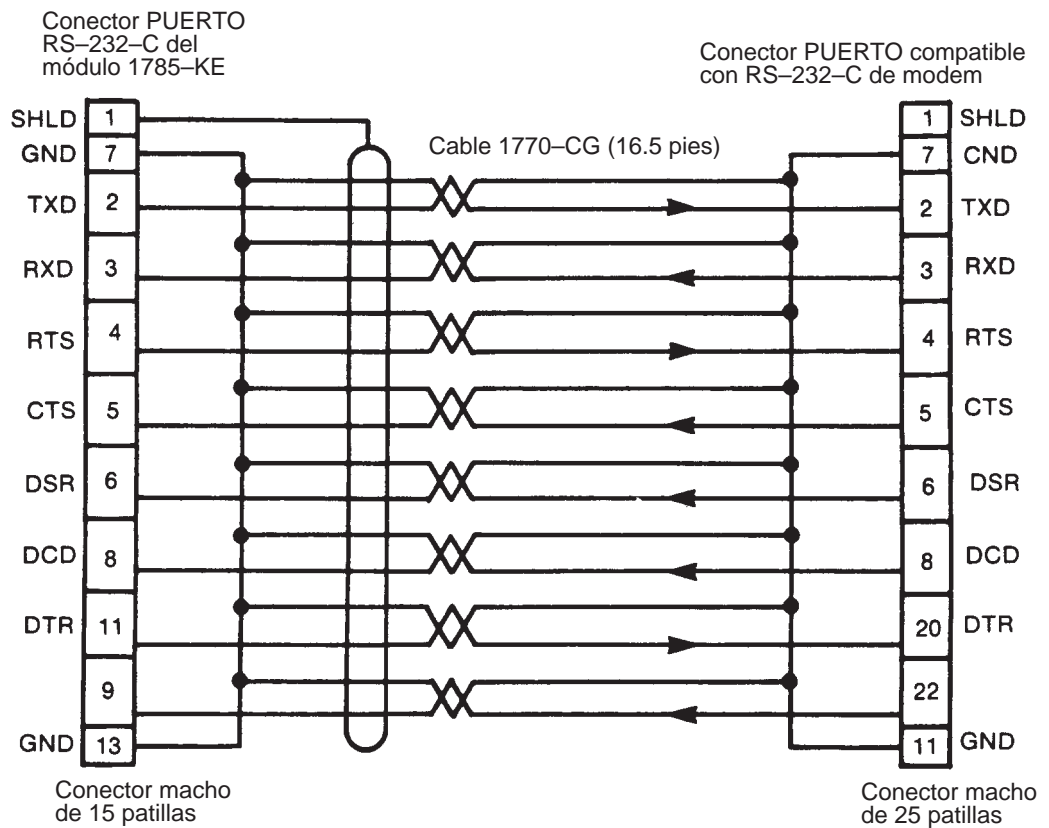 Conector PUERTO
RS–232–C del
módulo 1785–KE
Conector PUERTO compatible
con RS–232–C de modem
Cable 1770–CG (16.5 pies)
SHLD 1 1 SHLD
GND 7 7 CND
TXD 2 2 TXD
RXD 3 3 RXD
RTS 4 4 RTS
CTS 5 5 CTS
DSR 6 6 DSR
DCD 8 8 DCD
DTR 11 20 DTR
9 22
GND 13 11 GND
Conector macho
de 15 patillas
Conector macho
de 25 patillas